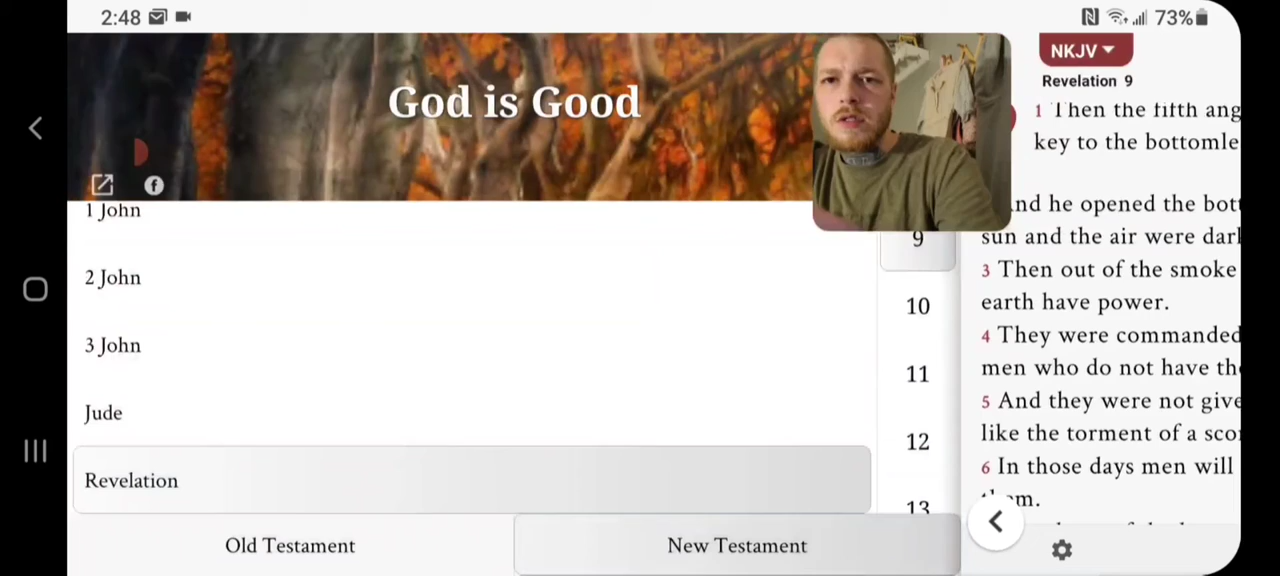 2:48
73%
God is Good
1 John
2 John
3 John
Jude
Revelation
Old Testament
New Testament
9
10
11
12
13
NKJV
Revelation 9
1 Then the fifth ang
key to the bottomle
nd he opened the bot
sun and the air were dar
3 Then out of the smoke
earth have power.
4 They were commanded
men who do not have th
5 And they were not give
like the torment of a sco
6 In those days men will